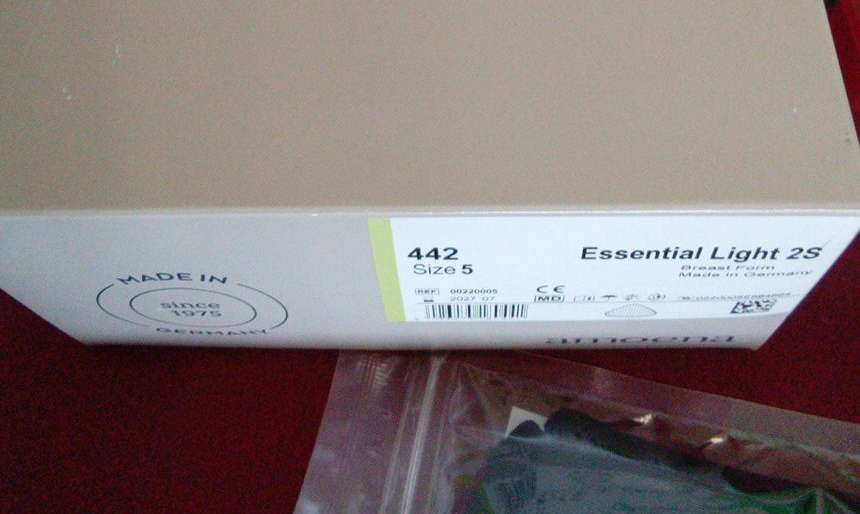 MADE IN
since
1975
GERMANY
442
Size 5
Essential Light 2S
Breast Form
Made in Germany
REF 00220005
2027-07
CE
MD
amoena